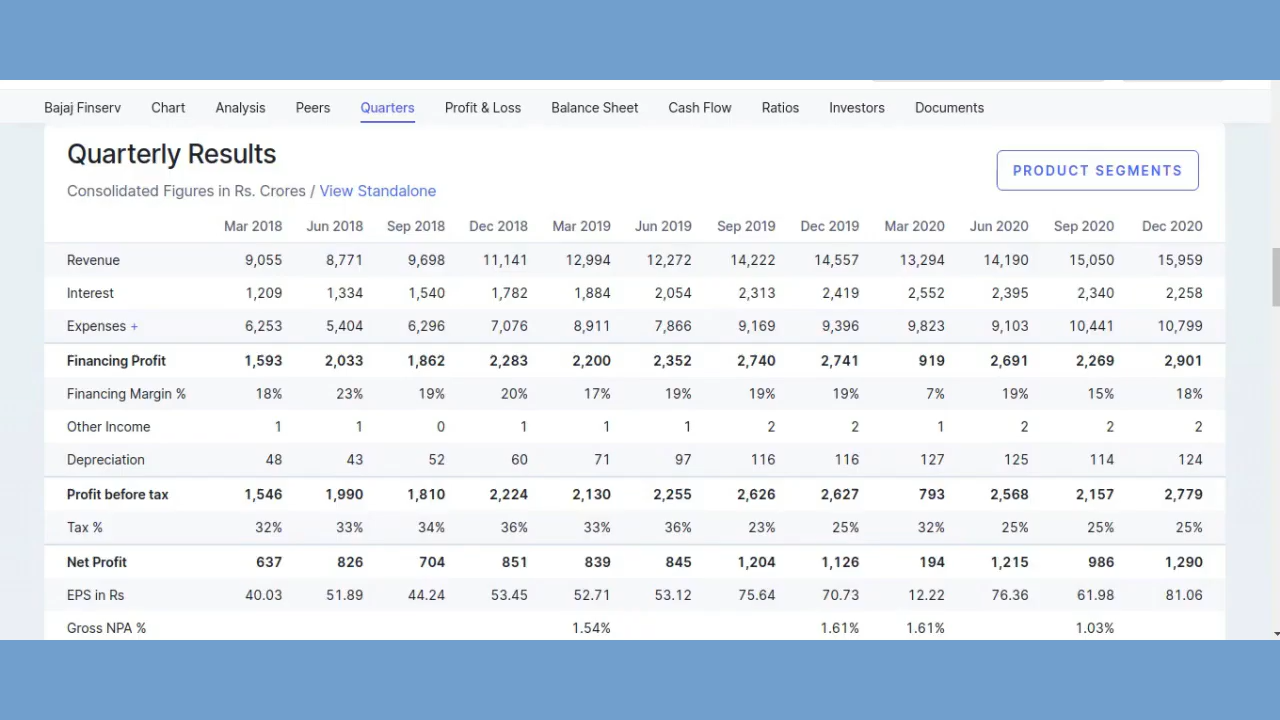 Bajaj Finserv Chart Analysis Peers Quarters Profit & Loss Balance Sheet Cash Flow Ratios Investors Documents
Quarterly Results
PRODUCT SEGMENTS
Consolidated Figures in Rs. Crores / View Standalone
Mar 2018 Jun 2018 Sep 2018 Dec 2018 Mar 2019 Jun 2019 Sep 2019 Dec 2019 Mar 2020 Jun 2020 Sep 2020 Dec 2020
Revenue 9,055 8,771 9,698 11,141 12,994 12,272 14,222 14,557 13,294 14,190 15,050 15,959
Interest 1,209 1,334 1,540 1,782 1,884 2,054 2,313 2,419 2,552 2,395 2,340 2,258
Expenses + 6,253 5,404 6,296 7,076 8,911 7,866 9,169 9,396 9,823 9,103 10,441 10,799
Financing Profit 1,593 2,033 1,862 2,283 2,200 2,352 2,740 2,741 919 2,691 2,269 2,901
Financing Margin % 18% 23% 19% 20% 17% 19% 19% 19% 7% 19% 15% 18%
Other Income 1 1 0 1 1 1 2 2 1 2 2 2
Depreciation 48 43 52 60 71 97 116 116 127 125 114 124
Profit before tax 1,546 1,990 1,810 2,224 2,130 2,255 2,626 2,627 793 2,568 2,157 2,779
Tax % 32% 33% 34% 36% 33% 36% 23% 25% 32% 25% 25% 25%
Net Profit 637 826 704 851 839 845 1,204 1,126 194 1,215 986 1,290
EPS in Rs 40.03 51.89 44.24 53.45 52.71 53.12 75.64 70.73 12.22 76.36 61.98 81.06
Gross NPA % 1.54% 1.61% 1.61% 1.03%